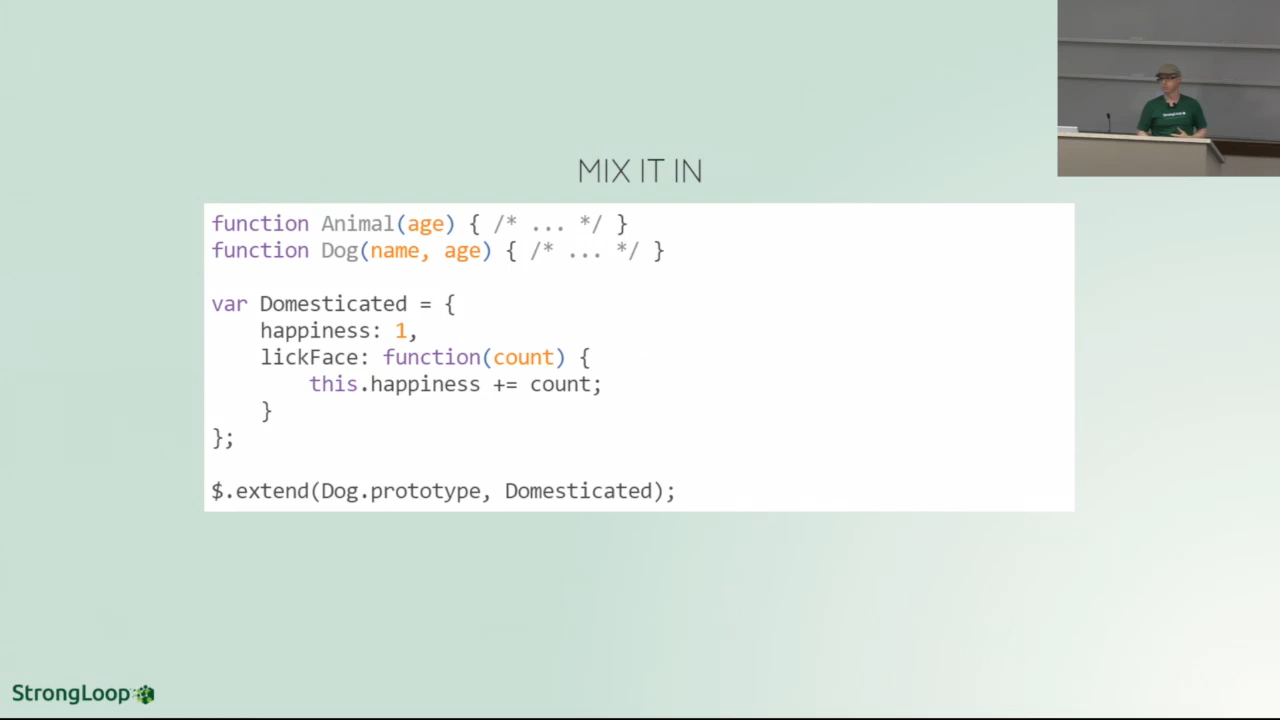 MIX IT IN
function Animal(age) { /* ... */ }
function Dog(name, age) { /* ... */ }
var Domesticated = {
    happiness: 1,
    lickFace: function(count) {
        this.happiness += count;
    }
};
$.extend(Dog.prototype, Domesticated);
StrongLoop
StrongLoop